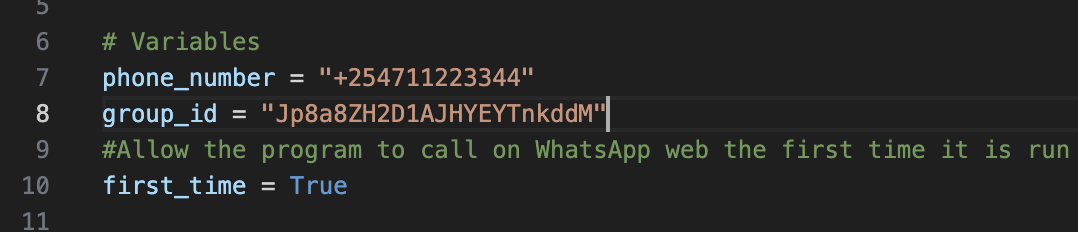 5
6 # Variables
7 phone_number = "+254711223344"
8 group_id = "Jp8a8ZH2D1AJHYEYTnkddM"
9 #Allow the program to call on WhatsApp web the first time it is run
10 first_time = True
11